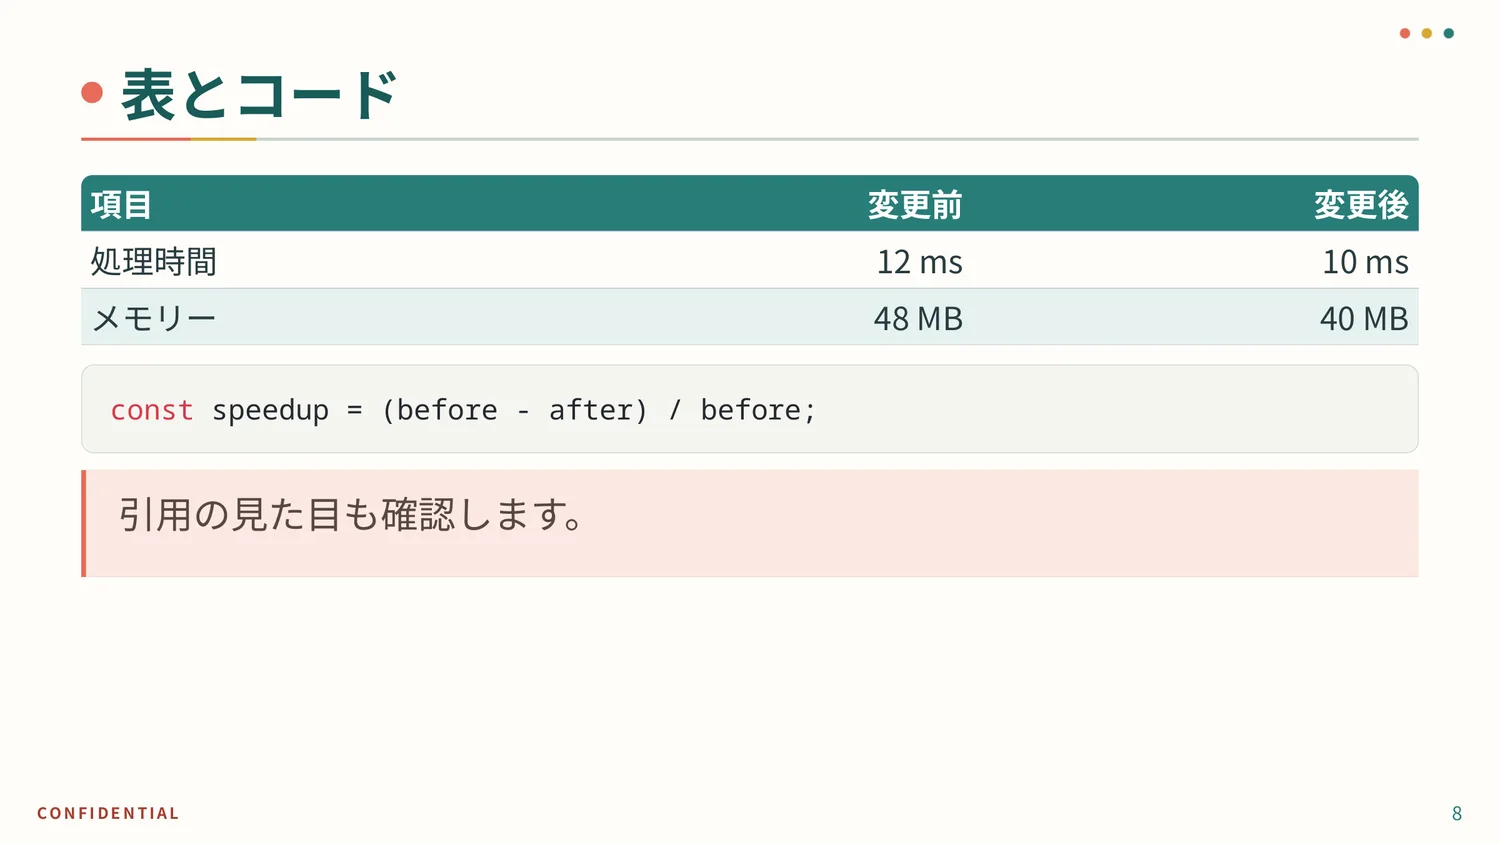 表とコード
項目 変更前 変更後
処理時間 12 ms 10 ms
メモリー 48 MB 40 MB
const speedup = (before - after) / before;
引用の見た目も確認します。
CONFIDENTIAL 8